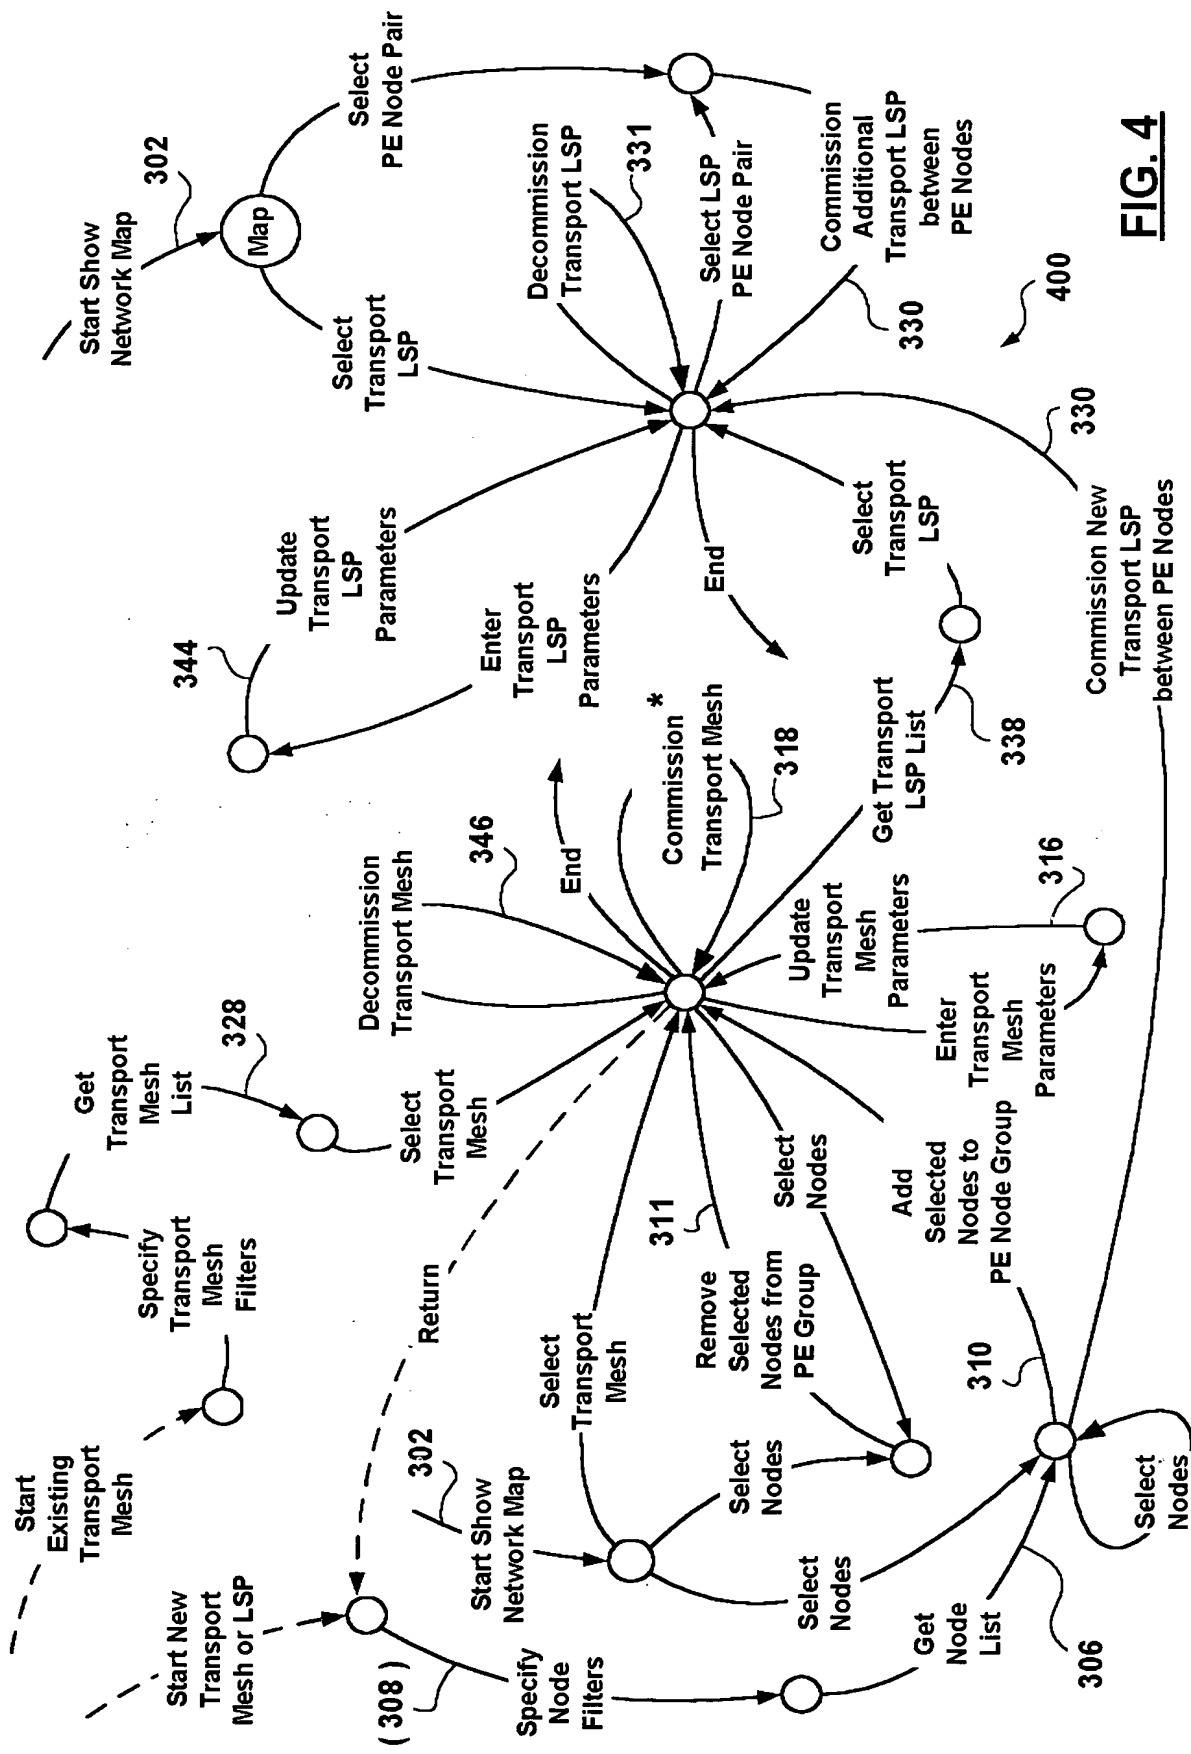 Start New
Transport
Mesh or LSP
Start
Existing
Transport
Mesh
Specify
Transport
Mesh
Filters
Get
Transport
Mesh
List
328
Select
Transport
Mesh
( 308 )
Specify
Node
Filters
302
Start Show
Network Map
Return
Select
Transport
Mesh
Select
Nodes
Select
Nodes
Get
Node
List
306
Select
Nodes
310
Remove
Selected
Nodes from
PE Group
311
Select
Nodes
Add
Selected
Nodes to
PE Node Group
Decommission
Transport Mesh
346
End
Commission *
Transport Mesh
318
Update
Transport
Mesh
Parameters
316
Enter
Transport
Mesh
Parameters
Get Transport
LSP List
338
Select
Transport
LSP
Commission New
Transport LSP
between PE Nodes
330
344
Update
Transport
LSP
Parameters
Enter
Transport
LSP
Parameters
End
Start Show
Network Map
302
Map
Select
Transport
LSP
Select
PE Node Pair
Decommission
Transport LSP
331
Select LSP
PE Node Pair
Commission
Additional
Transport LSP
between
PE Nodes
330
400
FIG. 4